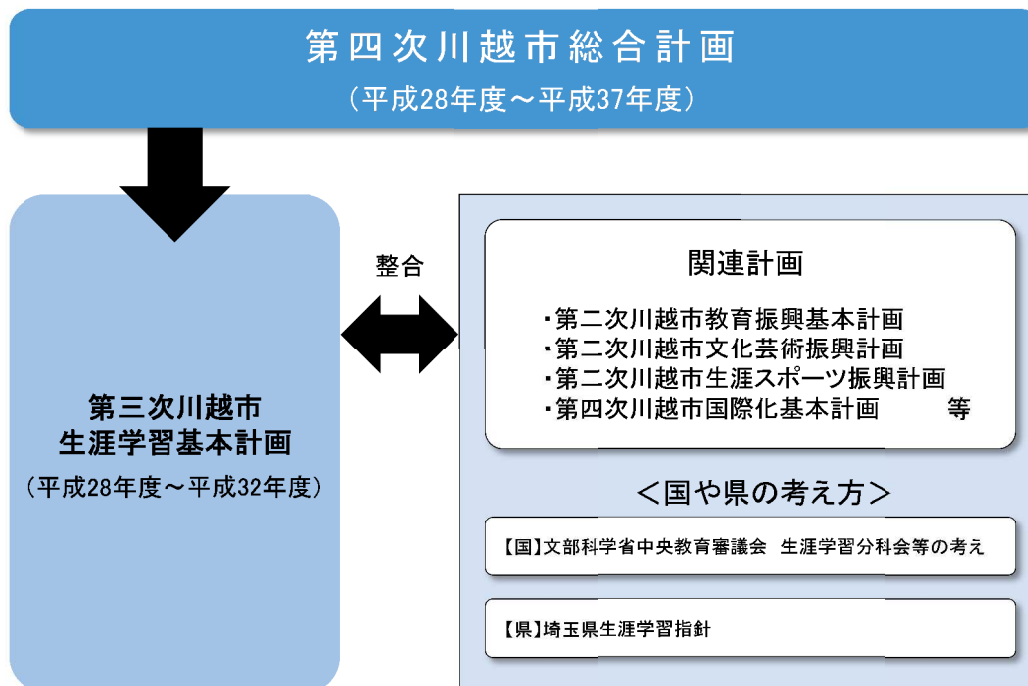 第四次川越市総合計画
（平成28年度～平成37年度）
整合
第三次川越市
生涯学習基本計画
（平成28年度～平成32年度）
関連計画
・第二次川越市教育振興基本計画
・第二次川越市文化芸術振興計画
・第二次川越市生涯スポーツ振興計画
・第四次川越市国際化基本計画　　　等
＜国や県の考え方＞
【国】文部科学省中央教育審議会　生涯学習分科会等の考え
【県】埼玉県生涯学習指針